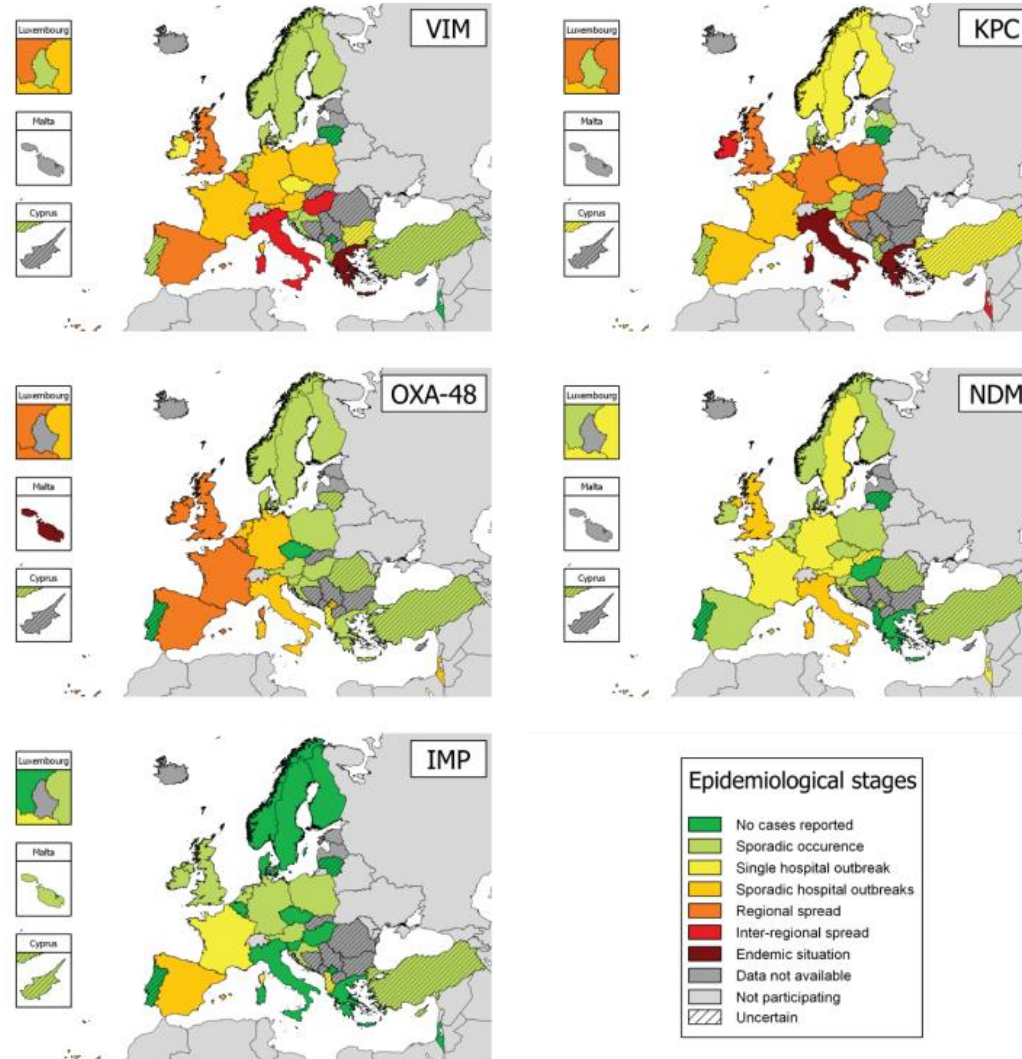 VIM
Luxembourg
Malta
Cyprus
KPC
Luxembourg
Malta
Cyprus
OXA-48
Luxembourg
Malta
Cyprus
NDM
Luxembourg
Malta
Cyprus
IMP
Luxembourg
Malta
Cyprus
Epidemiological stages
No cases reported
Sporadic occurence
Single hospital outbreak
Sporadic hospital outbreaks
Regional spread
Inter-regional spread
Endemic situation
Data not available
Not participating
Uncertain